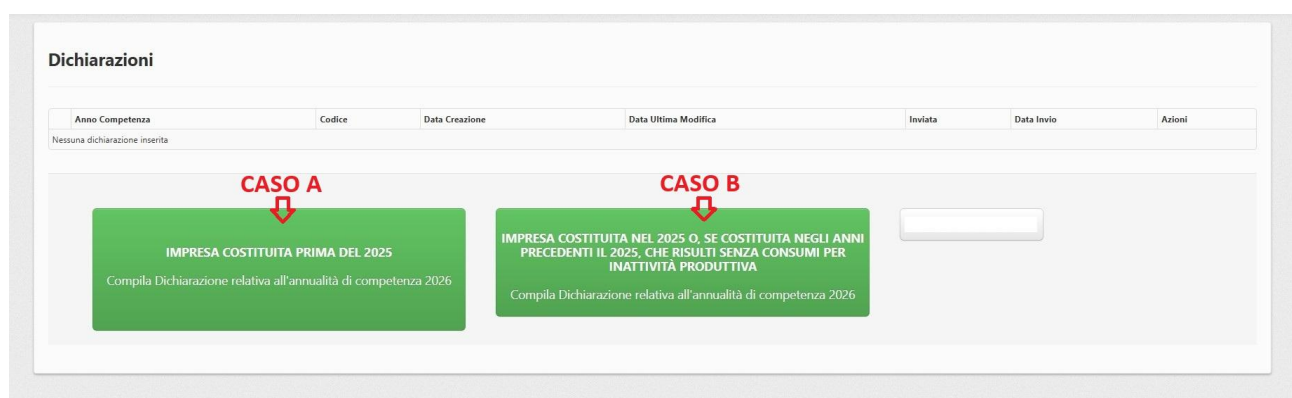 Dichiarazioni
Anno Competenza Codice Data Creazione Data Ultima Modifica Inviata Data Invio Azioni
Nessuna dichiarazione inserita
CASO A
IMPRESA COSTITUITA PRIMA DEL 2025
Compila Dichiarazione relativa all'annualità di competenza 2026
CASO B
IMPRESA COSTITUITA NEL 2025 O, SE COSTITUITA NEGLI ANNI
PRECEDENTI IL 2025, CHE RISULTI SENZA CONSUMI PER
INATTIVITÀ PRODUTTIVA
Compila Dichiarazione relativa all'annualità di competenza 2026